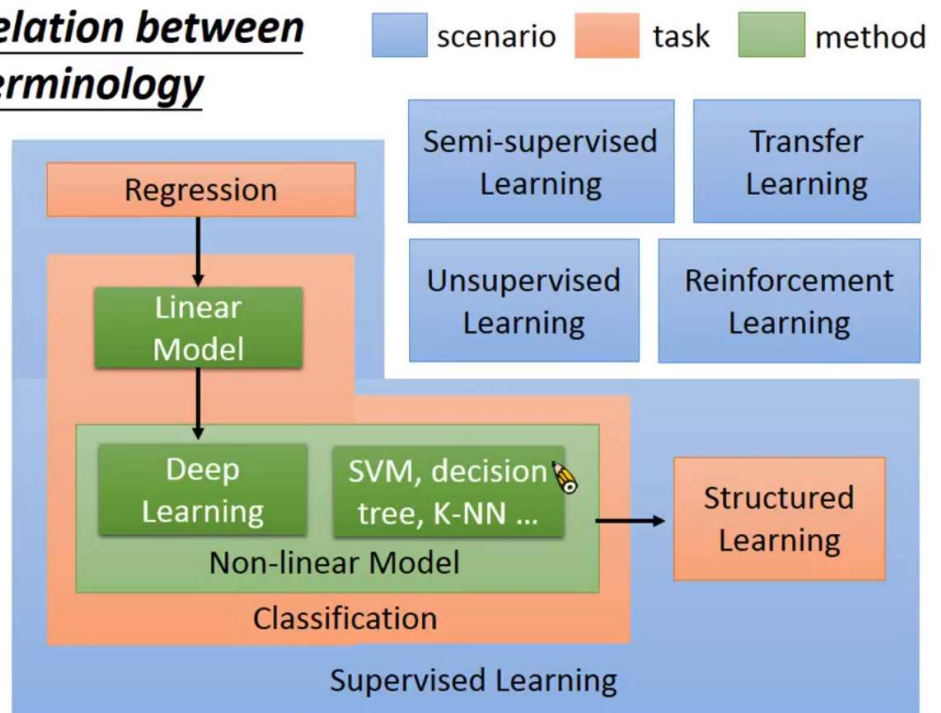 elation between
erminology
scenario
task
method
Semi-supervised
Learning
Transfer
Learning
Regression
Unsupervised
Learning
Reinforcement
Learning
Linear
Model
Deep
Learning
SVM, decision
tree, K-NN ...
Structured
Learning
Non-linear Model
Classification
Supervised Learning